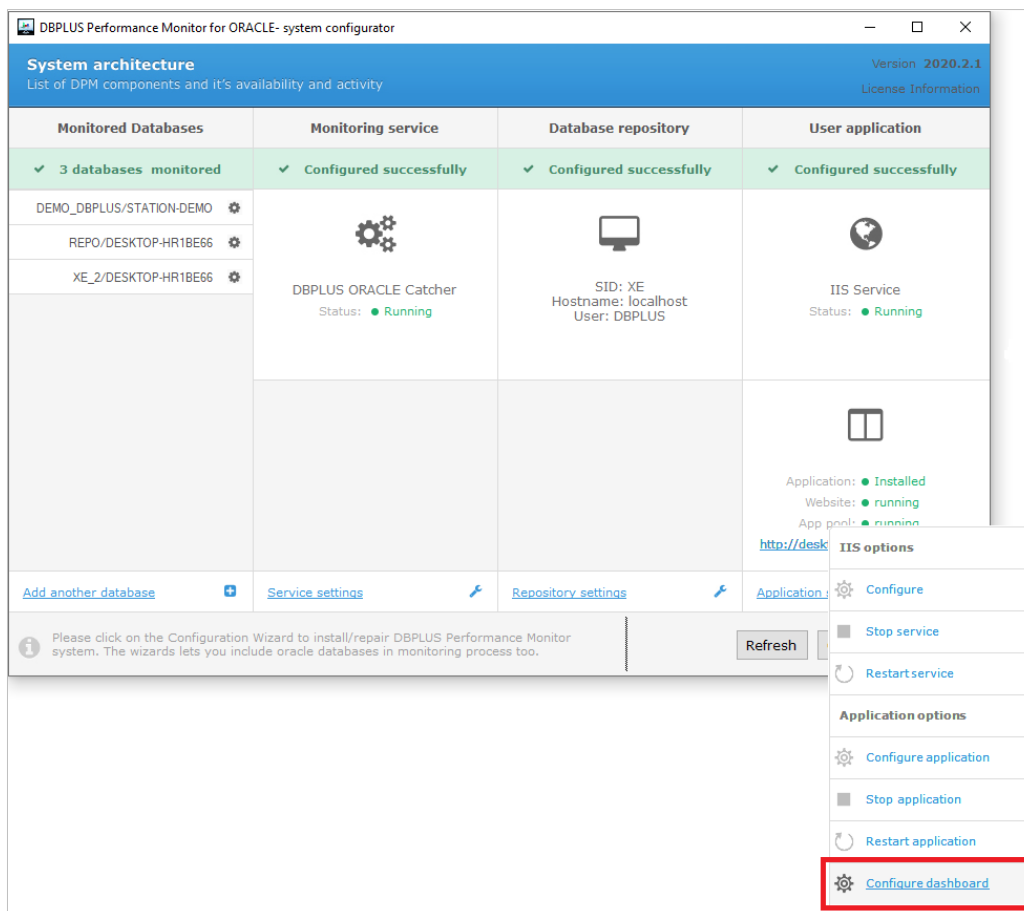 DBPLUS Performance Monitor for ORACLE- system configurator
System architecture
List of DPM components and it's availability and activity
Version 2020.2.1
License Information
Monitored Databases
Monitoring service
Database repository
User application
3 databases monitored
Configured successfully
Configured successfully
Configured successfully
DEMO_DBPLUS/STATION-DEMO
REPO/DESKTOP-HR1BE66
XE_2/DESKTOP-HR1BE66
DBPLUS ORACLE Catcher
Status: Running
SID: XE
Hostname: localhost
User: DBPLUS
IIS Service
Status: Running
Application: Installed
Website: running
App pool: running
http://desk
Add another database
Service settings
Repository settings
Application
Please click on the Configuration Wizard to install/repair DBPLUS Performance Monitor
system. The wizards lets you include oracle databases in monitoring process too.
Refresh
IIS options
Configure
Stop service
Restart service
Application options
Configure application
Stop application
Restart application
Configure dashboard